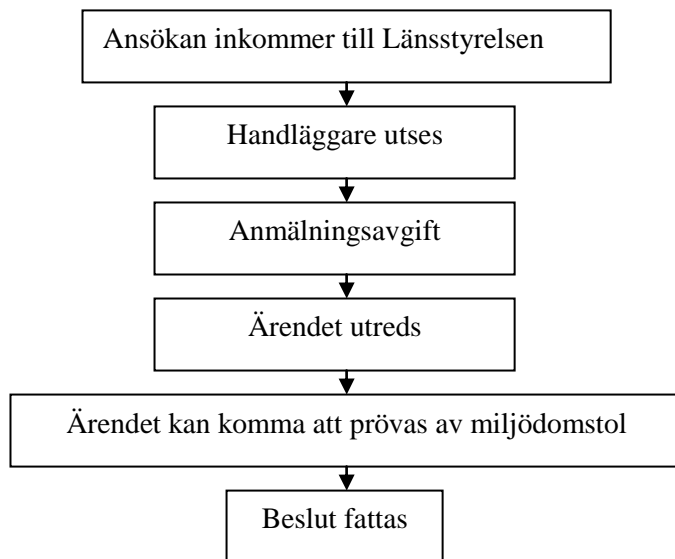 Ansökan inkommer till Länsstyrelsen
Handläggare utses
Anmälningsavgift
Ärendet utreds
Ärendet kan komma att prövas av miljödomstol
Beslut fattas